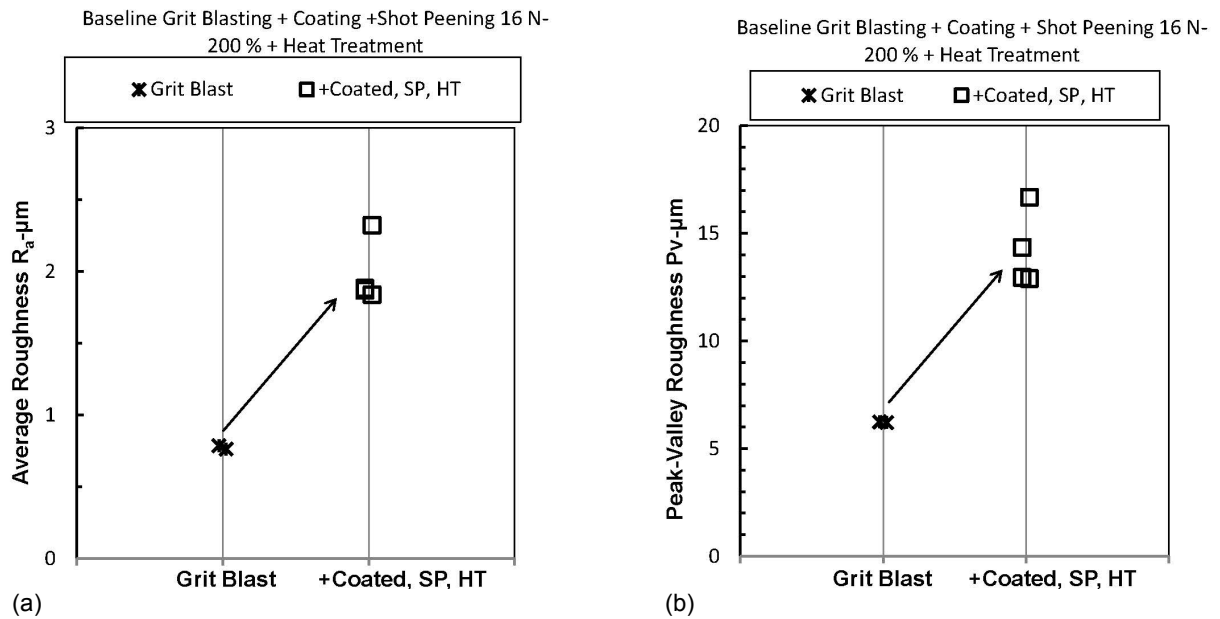 Baseline Grit Blasting + Coating +Shot Peening 16 N-
200 % + Heat Treatment
Grit Blast +Coated, SP, HT
3
2
1
0
Average Roughness Ra-µm
Grit Blast +Coated, SP, HT
(a)
Baseline Grit Blasting + Coating + Shot Peening 16 N-
200 % + Heat Treatment
Grit Blast +Coated, SP, HT
20
15
10
5
0
Peak-Valley Roughness Pv-µm
Grit Blast +Coated, SP, HT
(b)